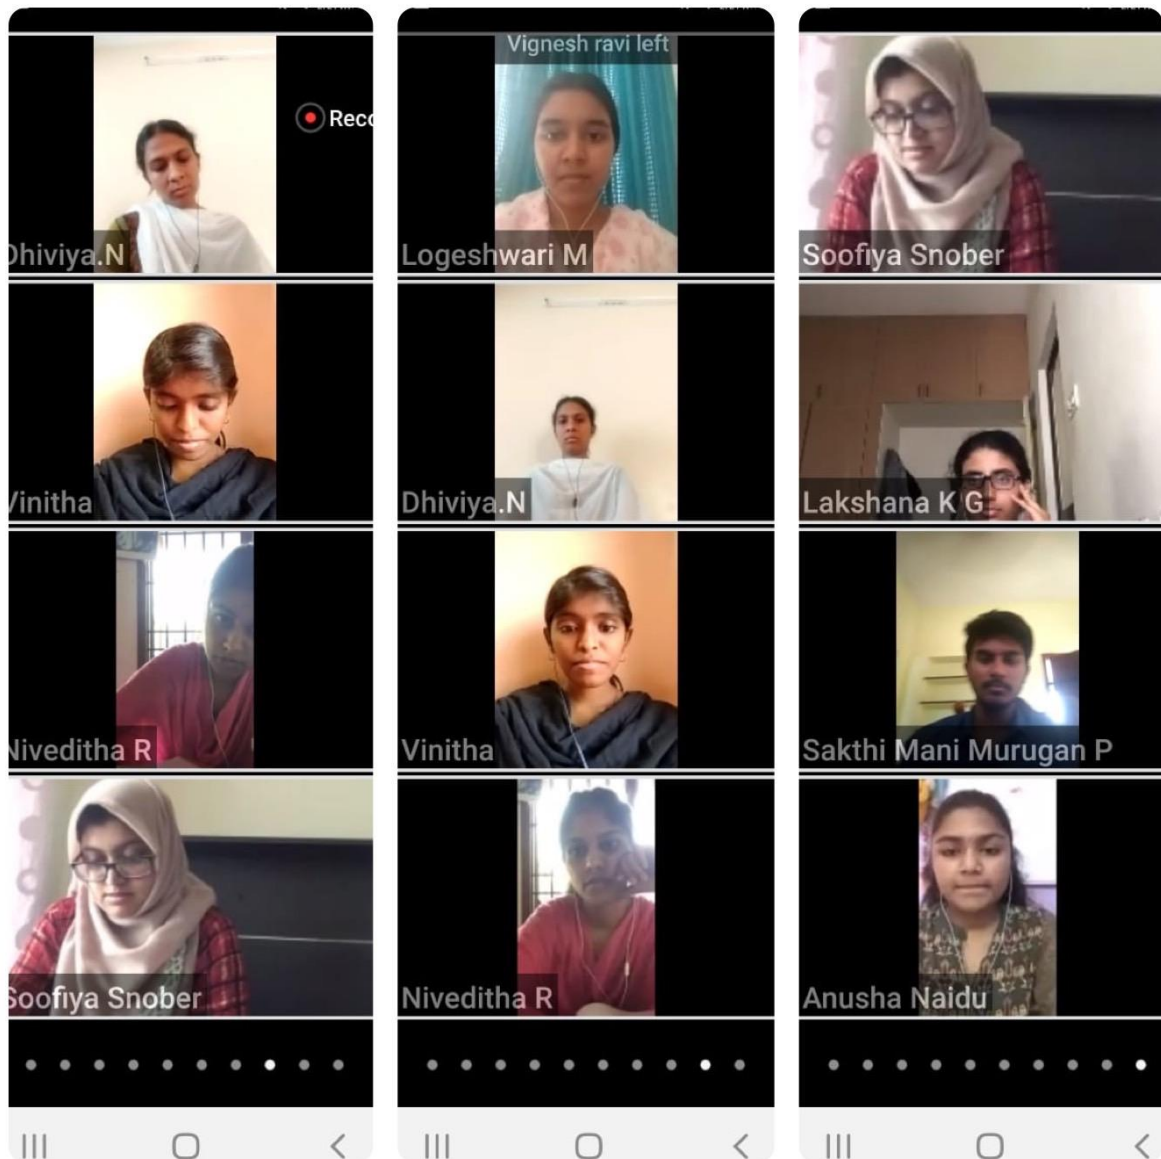 Reco
Dhiviya.N
Vinitha
Niveditha R
Soofiya Snober
Vignesh ravi left
Logeshwari M
Dhiviya.N
Vinitha
Niveditha R
Soofiya Snober
Lakshana K G
Sakthi Mani Murugan P
Anusha Naidu